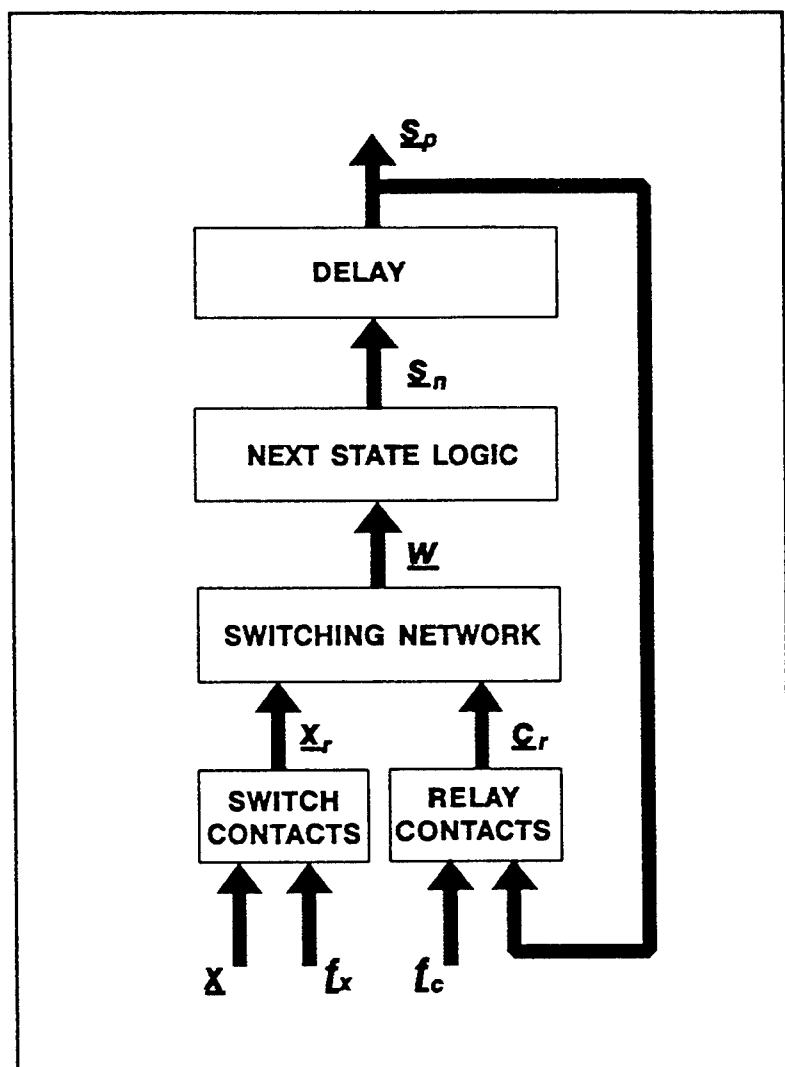 S_p
DELAY
S_n
NEXT STATE LOGIC
W
SWITCHING NETWORK
X_r
C_r
SWITCH
CONTACTS
RELAY
CONTACTS
X
f_x
f_c